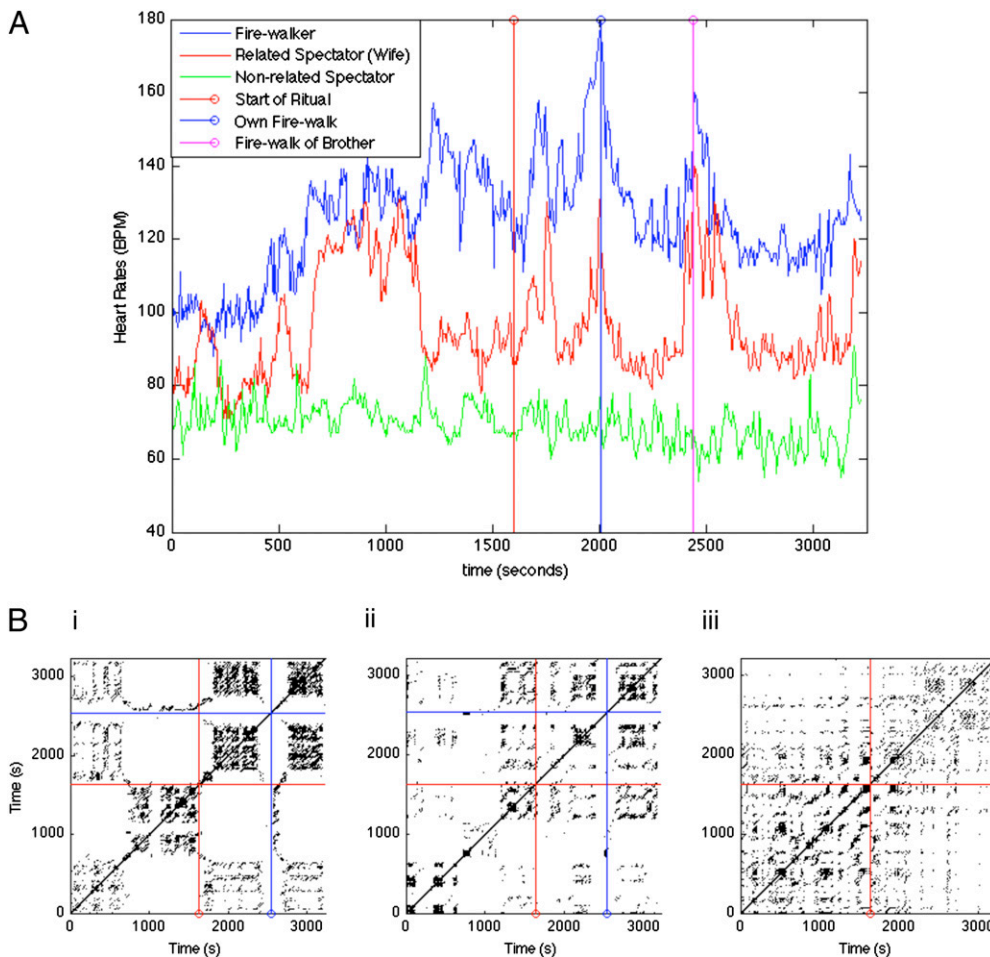 A
180
160
140
120
100
80
60
40
Heart Rates (BPM)
Fire-walker
Related Spectator (Wife)
Non-related Spectator
Start of Ritual
Own Fire-walk
Fire-walk of Brother
0 500 1000 1500 2000 2500 3000
time (seconds)
B
i
ii
iii
3000
2000
1000
0
Time (s)
0 1000 2000 3000
Time (s)
3000
2000
1000
0
0 1000 2000 3000
Time (s)
3000
2000
1000
0
0 1000 2000 3000
Time (s)